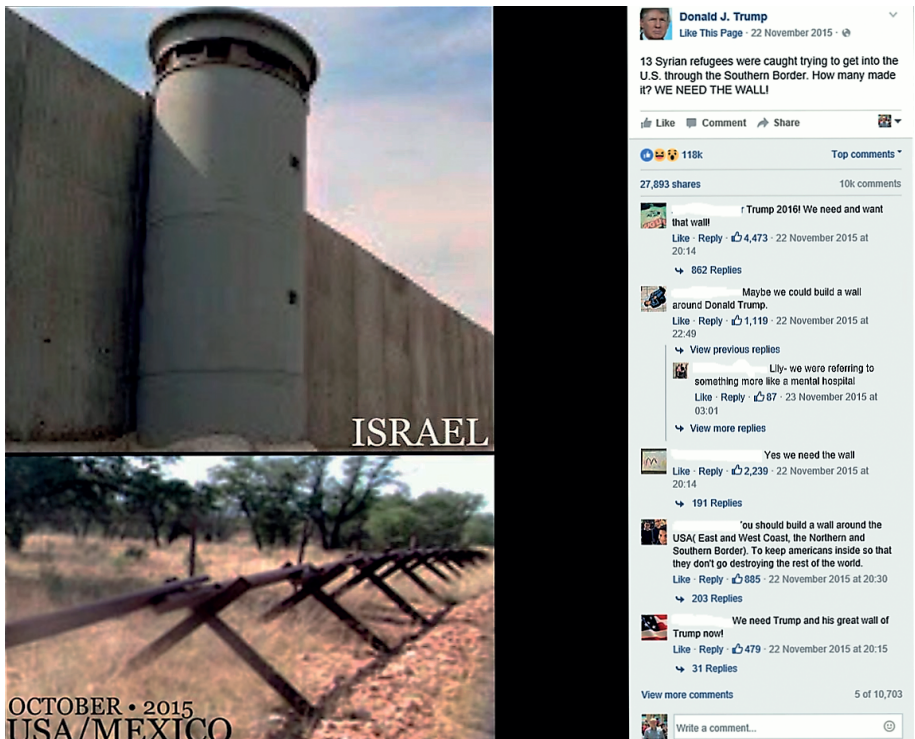 ISRAEL
OCTOBER • 2015
USA/MEXICO
Donald J. Trump
Like This Page · 22 November 2015 ·
13 Syrian refugees were caught trying to get into the
U.S. through the Southern Border. How many made
it? WE NEED THE WALL!
Like Comment Share
118k Top comments
27,893 shares 10k comments
r Trump 2016! We need and want
that wall!
Like · Reply · 4,473 · 22 November 2015 at
20:14
862 Replies
Maybe we could build a wall
around Donald Trump.
Like · Reply · 1,119 · 22 November 2015 at
22:49
View previous replies
Lily- we were referring to
something more like a mental hospital
Like · Reply · 87 · 23 November 2015 at
03:01
View more replies
Yes we need the wall
Like · Reply · 2,239 · 22 November 2015 at
20:14
191 Replies
'ou should build a wall around the
USA( East and West Coast, the Northern and
Southern Border). To keep americans inside so that
they don't go destroying the rest of the world.
Like · Reply · 885 · 22 November 2015 at 20:30
203 Replies
We need Trump and his great wall of
Trump now!
Like · Reply · 479 · 22 November 2015 at 20:15
31 Replies
View more comments 5 of 10,703
Write a comment...